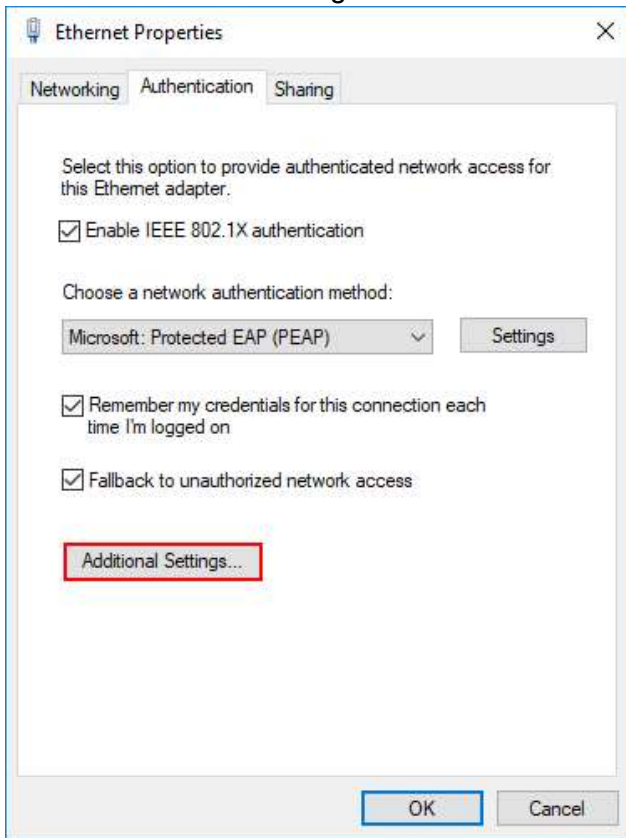 Ethernet Properties
Networking Authentication Sharing
Select this option to provide authenticated network access for
this Ethernet adapter.
Enable IEEE 802.1X authentication
Choose a network authentication method:
Microsoft: Protected EAP (PEAP) Settings
Remember my credentials for this connection each
time I'm logged on
Fallback to unauthorized network access
Additional Settings...
OK Cancel